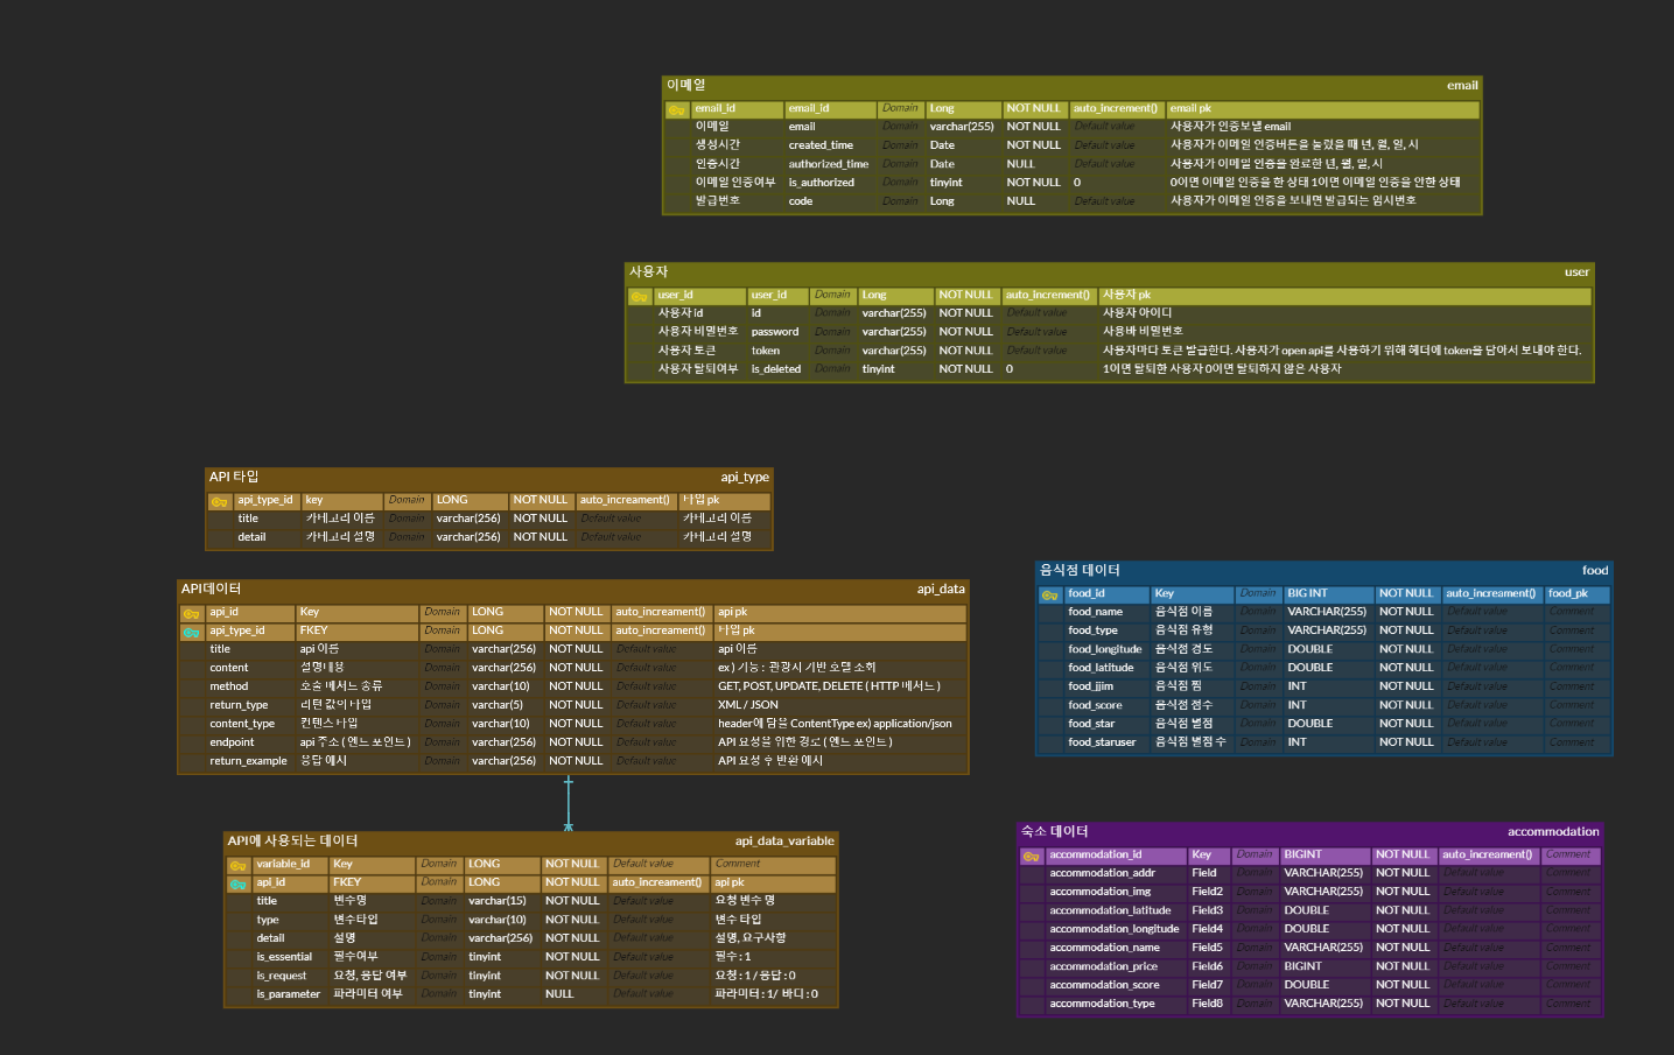 이메일 email
email_id email_id Domain Long NOT NULL auto_increment() email pk
이메일 email Domain varchar(255) NOT NULL Default value 사용자가 인증보낼 email
생성시간 created_time Domain Date NOT NULL Default value 사용자가 이메일 인증버튼을 눌렀을 때 년, 월, 일, 시
인증시간 authorized_time Domain Date NULL Default value 사용자가 이메일 인증을 완료한 년, 월, 일, 시
이메일 인증여부 is_authorized Domain tinyint NOT NULL 0 0이면 이메일 인증을 한 상태 1이면 이메일 인증을 안한 상태
발급번호 code Domain Long NULL Default value 사용자가 이메일 인증을 보내면 발급되는 임시번호
사용자 user
user_id user_id Domain Long NOT NULL auto_increment() 사용자 pk
사용자 id id Domain varchar(255) NOT NULL Default value 사용자 아이디
사용자 비밀번호 password Domain varchar(255) NOT NULL Default value 사용바 비밀번호
사용자 토큰 token Domain varchar(255) NOT NULL Default value 사용자마다 토큰 발급한다. 사용자가 open api를 사용하기 위해 헤더에 token을 담아서 보내야 한다.
사용자 탈퇴여부 is_deleted Domain tinyint NOT NULL 0 1이면 탈퇴한 사용자 0이면 탈퇴하지 않은 사용자
API 타입 api_type
api_type_id key Domain LONG NOT NULL auto_increament() 타입 pk
title 카테고리 이름 Domain varchar(256) NOT NULL Default value 카테고리 이름
detail 카테고리 설명 Domain varchar(256) NOT NULL Default value 카테고리 설명
API데이터 api_data
api_id Key Domain LONG NOT NULL auto_increament() api pk
api_type_id FKEY Domain LONG NOT NULL auto_increament() 타입 pk
title api 이름 Domain varchar(256) NOT NULL Default value api 이름
content 설명내용 Domain varchar(256) NOT NULL Default value ex ) 기능 : 관광시 기반 호텔 조회
method 호출 메서드 종류 Domain varchar(10) NOT NULL Default value GET, POST, UPDATE, DELETE ( HTTP 메서드 )
return_type 리턴 값의 타입 Domain varchar(5) NOT NULL Default value XML / JSON
content_type 컨텐츠 타입 Domain varchar(10) NOT NULL Default value header에 담을 ContentType ex) application/json
endpoint api 주소 ( 엔드 포인트 ) Domain varchar(256) NOT NULL Default value API 요청을 위한 경로 ( 엔드 포인트 )
return_example 응답 예시 Domain varchar(256) NOT NULL Default value API 요청 후 반환 예시
API에 사용되는 데이터 api_data_variable
variable_id Key Domain LONG NOT NULL Default value Comment
api_id FKEY Domain LONG NOT NULL auto_increament() api pk
title 변수명 Domain varchar(15) NOT NULL Default value 요청 변수 명
type 변수타입 Domain varchar(10) NOT NULL Default value 변수 타입
detail 설명 Domain varchar(256) NOT NULL Default value 설명, 요구사항
is_essential 필수여부 Domain tinyint NOT NULL Default value 필수 : 1
is_request 요청, 응답 여부 Domain tinyint NOT NULL Default value 요청 : 1 / 응답 : 0
is_parameter 파라미터 여부 Domain tinyint NULL Default value 파라미터 : 1/ 바디 : 0
음식점 데이터 food
food_id Key Domain BIG INT NOT NULL auto_increament() food_pk
food_name 음식점 이름 Domain VARCHAR(255) NOT NULL Default value Comment
food_type 음식점 유형 Domain VARCHAR(255) NOT NULL Default value Comment
food_longitude 음식점 경도 Domain DOUBLE NOT NULL Default value Comment
food_latitude 음식점 위도 Domain DOUBLE NOT NULL Default value Comment
food_jjim 음식점 찜 Domain INT NOT NULL Default value Comment
food_score 음식점 점수 Domain INT NOT NULL Default value Comment
food_star 음식점 별점 Domain DOUBLE NOT NULL Default value Comment
food_staruser 음식점 별점 수 Domain INT NOT NULL Default value Comment
숙소 데이터 accommodation
accommodation_id Key Domain BIGINT NOT NULL auto_increament() Comment
accommodation_addr Field Domain VARCHAR(255) NOT NULL Default value Comment
accommodation_img Field2 Domain VARCHAR(255) NOT NULL Default value Comment
accommodation_latitude Field3 Domain DOUBLE NOT NULL Default value Comment
accommodation_longitude Field4 Domain DOUBLE NOT NULL Default value Comment
accommodation_name Field5 Domain VARCHAR(255) NOT NULL Default value Comment
accommodation_price Field6 Domain BIGINT NOT NULL Default value Comment
accommodation_score Field7 Domain DOUBLE NOT NULL Default value Comment
accommodation_type Field8 Domain VARCHAR(255) NOT NULL Default value Comment